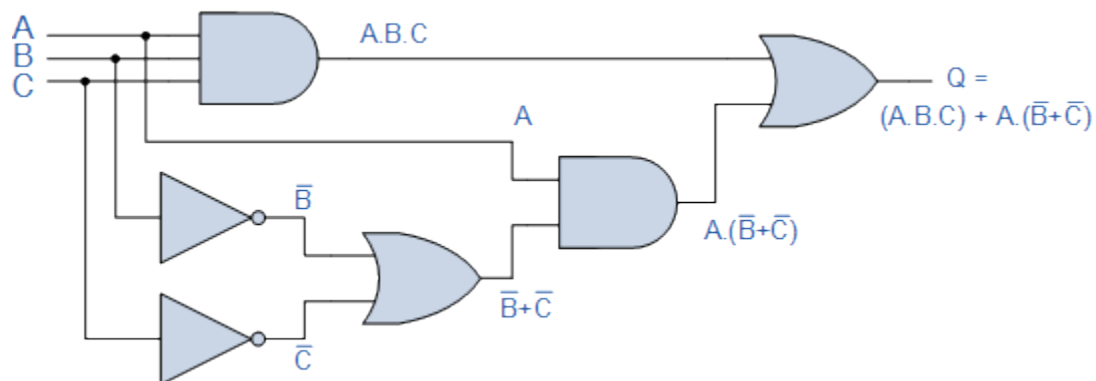 A
B
C
A.B.C
Q =
(A.B.C) + A.(B̅+C̅)
A
B̅
A.(B̅+C̅)
B̅+C̅
C̅